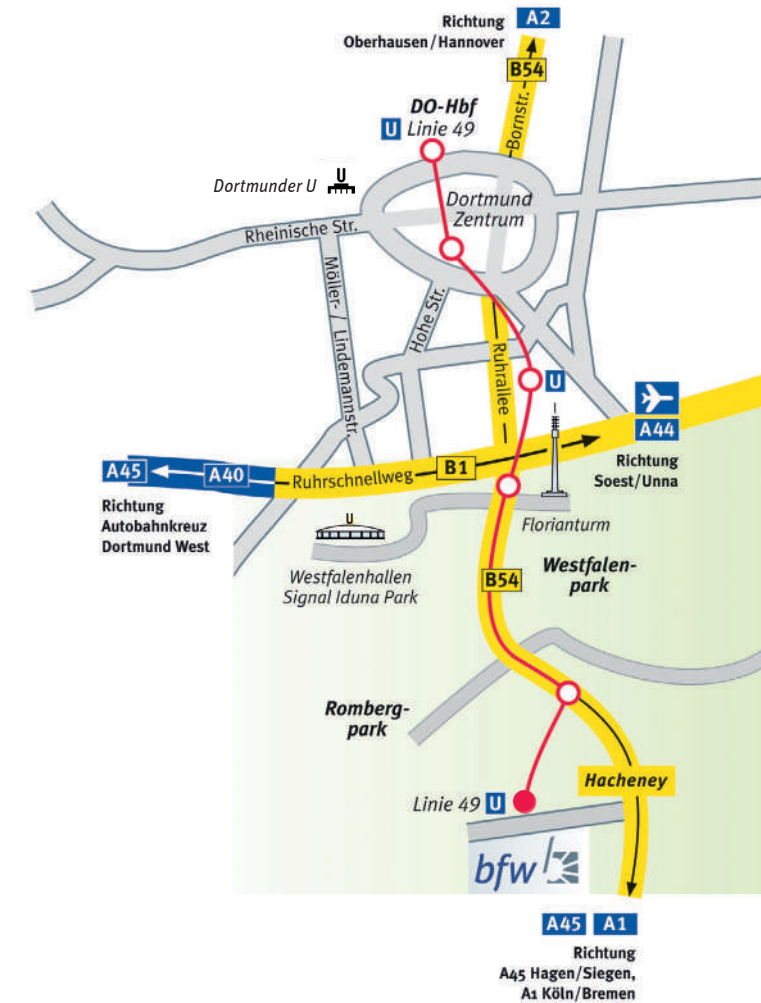 Richtung A2
Oberhausen/Hannover
B54
Bornstr.
DO-Hbf
U Linie 49
Dortmunder U
U
Dortmund
Zentrum
Rheinische Str.
Möller- / Lindemannstr.
Hohe Str.
Ruhrallee
U
A44
Richtung
Soest/Unna
A45 A40 Ruhrschnellweg B1
Richtung
Autobahnkreuz
Dortmund West
U
Westfalenhallen
Signal Iduna Park
Florianturm
B54
Westfalen-
park
Romberg-
park
Hacheney
Linie 49 U
bfw
A45 A1
Richtung
A45 Hagen/Siegen,
A1 Köln/Bremen